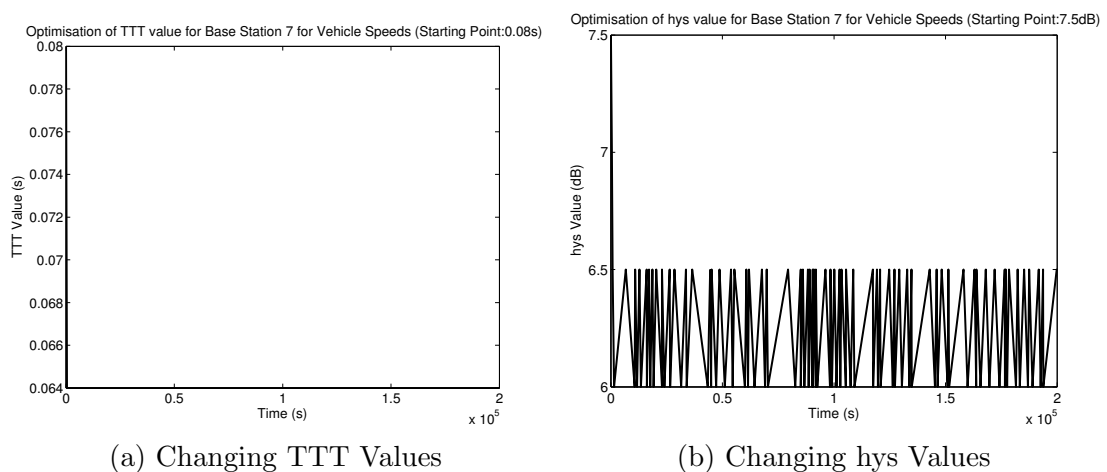 Optimisation of TTT value for Base Station 7 for Vehicle Speeds (Starting Point:0.08s)
0.08
0.078
0.076
0.074
0.072
0.07
0.068
0.066
0.064
TTT Value (s)
0 0.5 1 1.5 2
Time (s)
x 10^5
(a) Changing TTT Values
Optimisation of hys value for Base Station 7 for Vehicle Speeds (Starting Point:7.5dB)
7.5
7
6.5
6
hys Value (dB)
0 0.5 1 1.5 2
Time (s)
x 10^5
(b) Changing hys Values